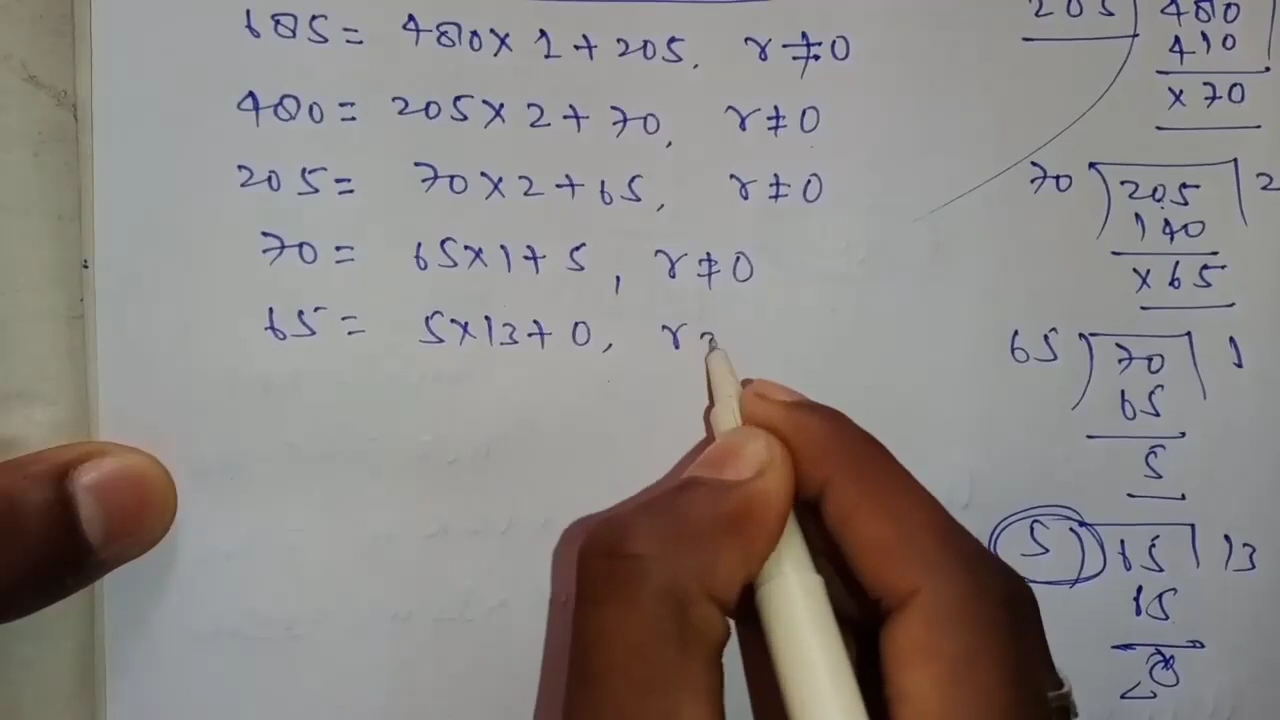 685 = 480 × 1 + 205, r ≠ 0
480 = 205 × 2 + 70, r ≠ 0
205 = 70 × 2 + 65, r ≠ 0
70 = 65 × 1 + 5, r ≠ 0
65 = 5 × 13 + 0, r =
205 ) 480
410
× 70
70 ) 205 ( 2
140
× 65
65 ) 70 ( 1
65
5
5 ) 65 ( 13
15